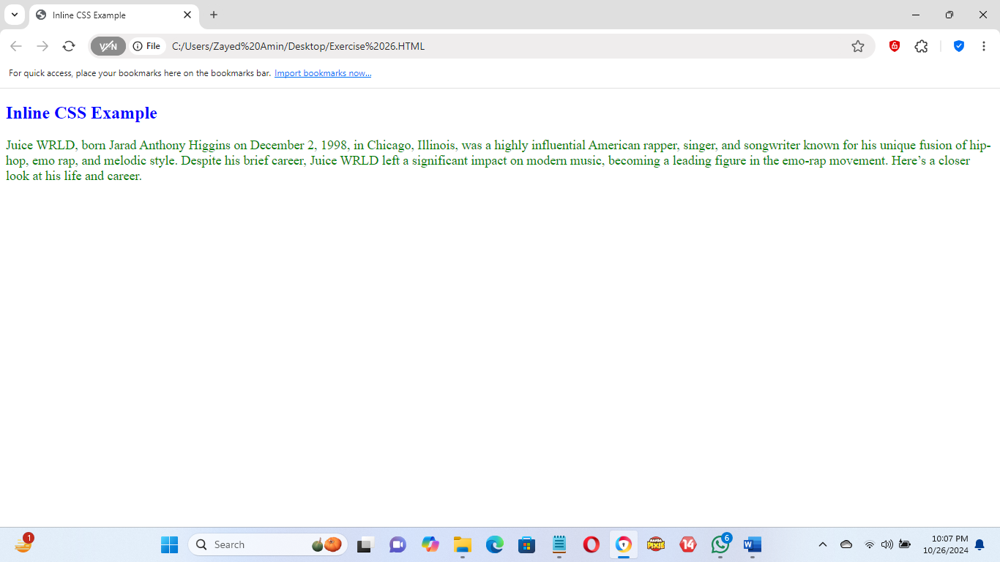 Inline CSS Example
VPN
File
C:/Users/Zayed%20Amin/Desktop/Exercise%2026.HTML
For quick access, place your bookmarks here on the bookmarks bar. Import bookmarks now...
Inline CSS Example
Juice WRLD, born Jarad Anthony Higgins on December 2, 1998, in Chicago, Illinois, was a highly influential American rapper, singer, and songwriter known for his unique fusion of hip-
hop, emo rap, and melodic style. Despite his brief career, Juice WRLD left a significant impact on modern music, becoming a leading figure in the emo-rap movement. Here’s a closer
look at his life and career.
1
Search
PIXIE
14
6
W
10:07 PM
10/26/2024